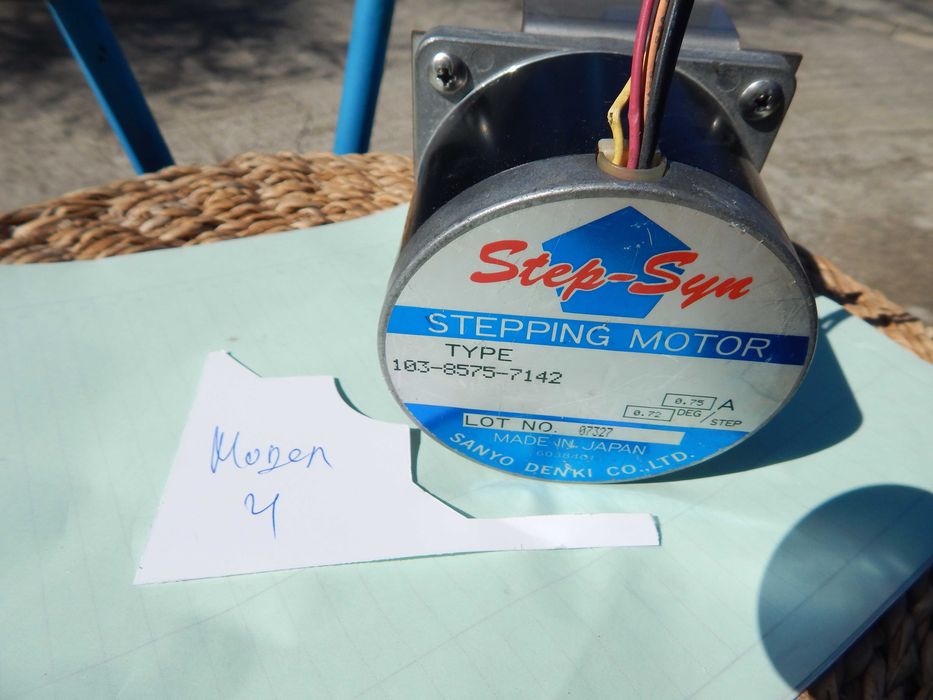 Step-Syn
STEPPING MOTOR
TYPE
103-8575-7142
0.75 A
0.72 DEG/STEP
LOT NO. 07327
MADE IN JAPAN
6038401
SANYO DENKI CO.,LTD.
Модел
4